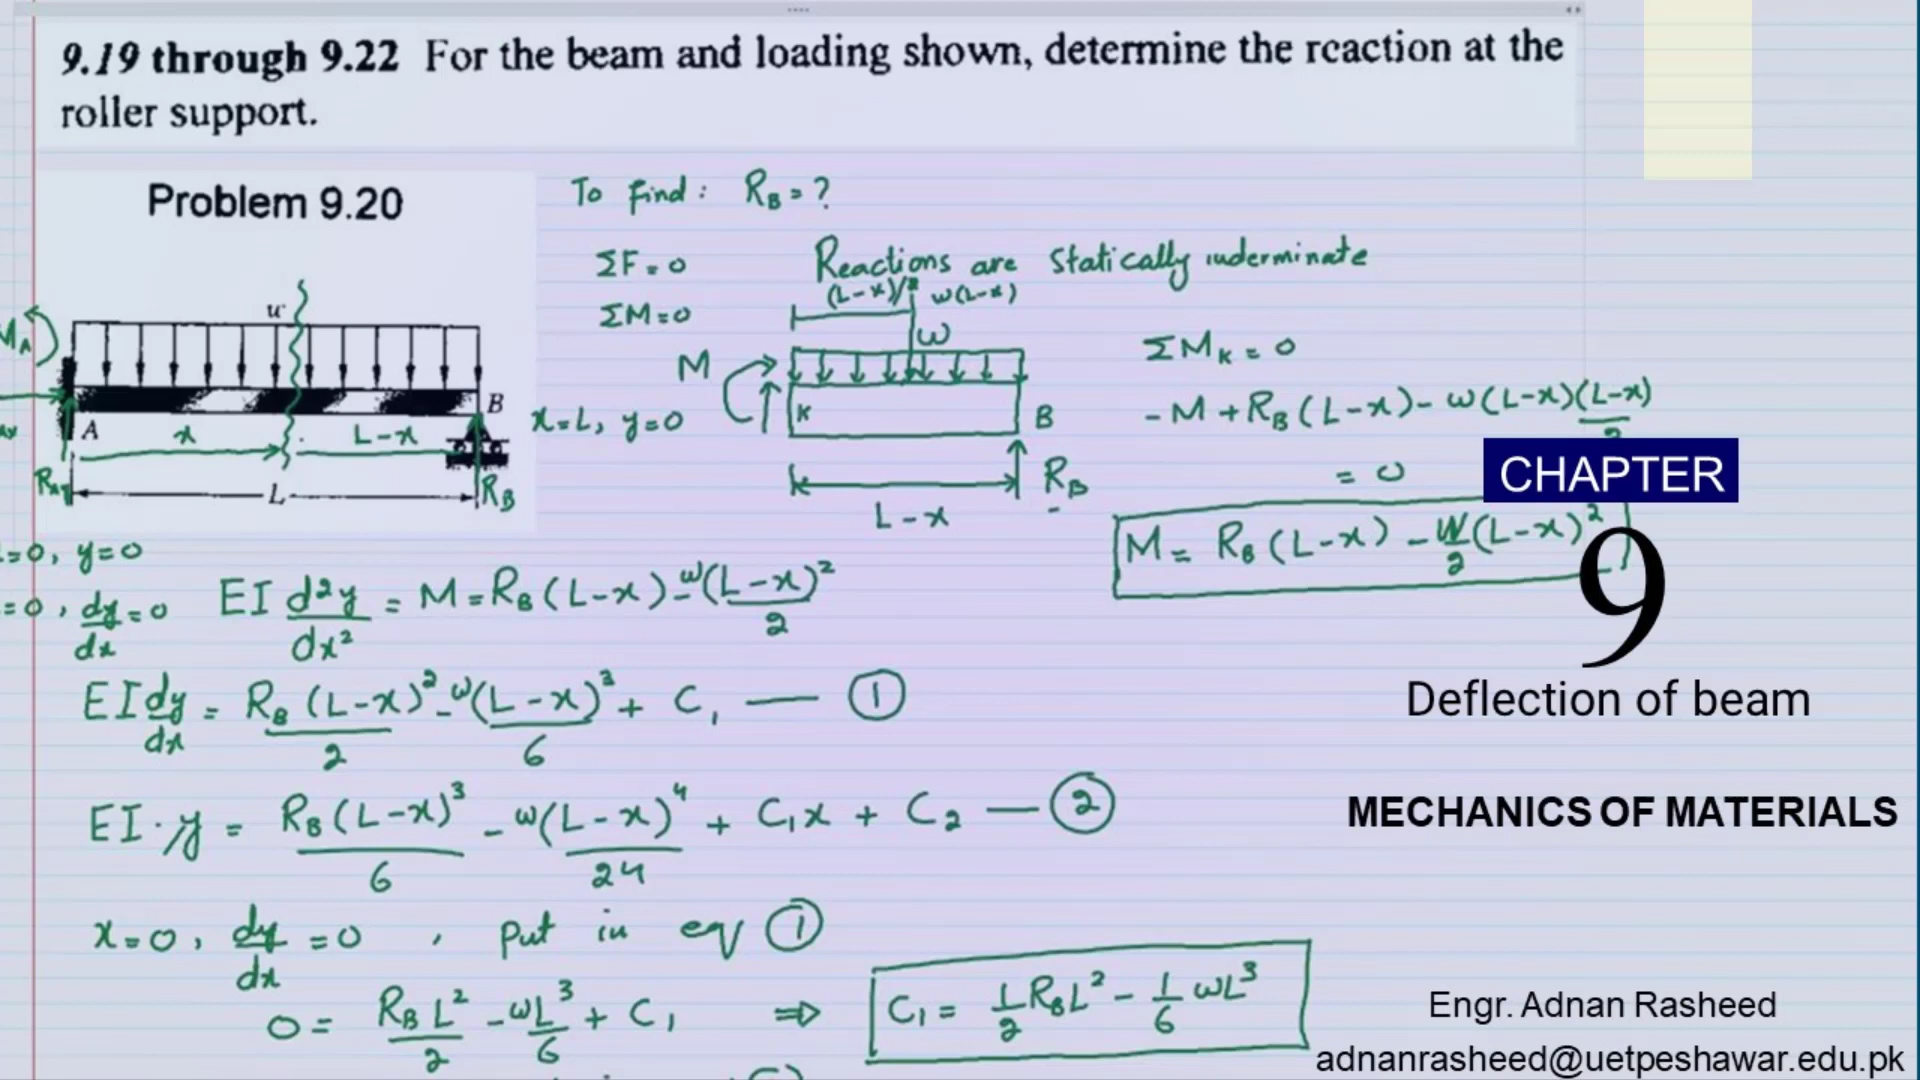 9.19 through 9.22 For the beam and loading shown, determine the reaction at the
roller support.
Problem 9.20
To Find: R_B = ?
ΣF = 0
Reactions are Statically inderminate
ΣM = 0
(L-x)/2
w(L-x)
w
M
K
B
x = L, y = 0
R_B
L-x
ΣM_K = 0
- M + R_B (L-x) - w(L-x)(L-x)/2
= 0
M = R_B (L-x) - w/2 (L-x)²
w
M_A
A
B
x
L-x
L
R_B
=0, y=0
=0, dy/dx = 0
EI d²y/dx² = M = R_B (L-x) - w(L-x)²/2
EI dy/dx = R_B (L-x)²/2 - w(L-x)³/6 + C₁ — ①
EI·y = R_B (L-x)³/6 - w(L-x)⁴/24 + C₁x + C₂ — ②
x=0, dy/dx = 0, put in eq ①
0 = R_B L²/2 - wL³/6 + C₁ ⇒ C₁ = 1/2 R_B L² - 1/6 wL³
CHAPTER
9
Deflection of beam
MECHANICS OF MATERIALS
Engr. Adnan Rasheed
adnanrasheed@uetpeshawar.edu.pk